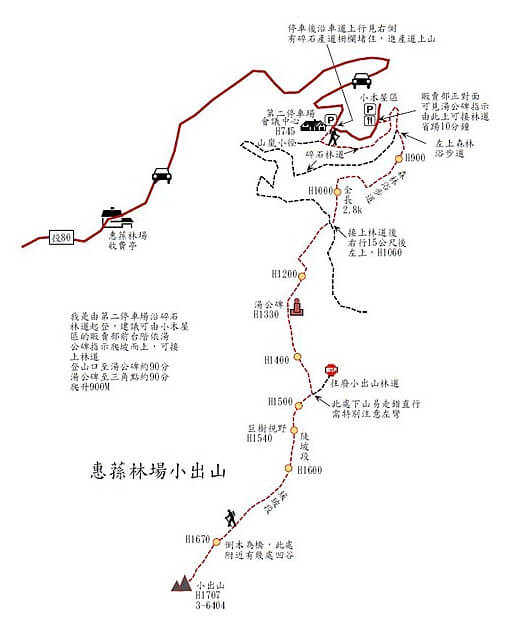 停車後沿車道上行見右側
有碎石產道柵欄堵住，進產道上山
小木屋區
販賣部正對面
可見湯公碑指示
由此上可接林道
省踢10分鐘
第二停車場
會議中心
H745
山嵐小徑
碎石林道
左上森林
浴步道
H900
森林浴步道
H1000
全長
2.8k
接上林道後
右行15公尺後
左上，H1060
投80
惠蓀林場
收費亭
H1200
湯公碑
H1330
我是由第二停車場沿碎石
林道起登，建議可由小木屋
區的販賣部前台階依湯
公碑指示爬坡而上，可接
上林道
登山口至湯公碑約90分
湯公碑至三角點約90分
爬升900M
H1400
往廢小出山林道
H1500
此處下山易走錯直行
需特別注意左彎
巨樹視野
H1540
陡坡段
H1600
惠蓀林場小出山
緩坡段
H1670
倒木為橋，此處
附近有幾處凹谷
小出山
H1707
3-6404